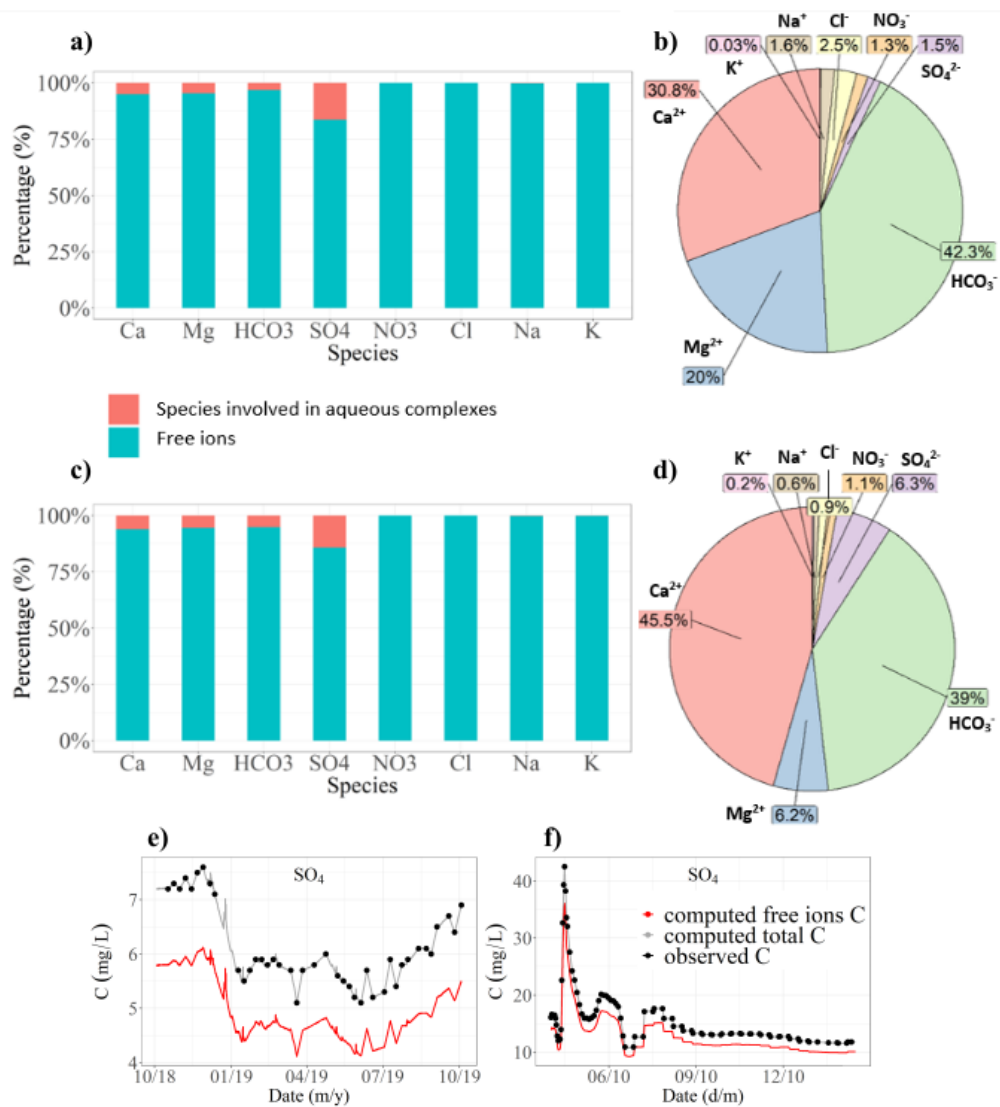 a)
100%
75%
50%
25%
0%
Percentage (%)
Ca Mg HCO3 SO4 NO3 Cl Na K
Species
b)
Na⁺ Cl⁻ NO₃⁻
0.03% 1.6% 2.5% 1.3% 1.5%
K⁺ SO₄²⁻
30.8%
Ca²⁺
42.3%
HCO₃⁻
Mg²⁺
20%
Species involved in aqueous complexes
Free ions
c)
100%
75%
50%
25%
0%
Percentage (%)
Ca Mg HCO3 SO4 NO3 Cl Na K
Species
d)
K⁺ Na⁺ Cl⁻ NO₃⁻ SO₄²⁻
0.2% 0.6% 1.1% 6.3%
0.9%
Ca²⁺
45.5%
39%
HCO₃⁻
Mg²⁺ 6.2%
e)
SO₄
7
6
5
4
C (mg/L)
10/18 01/19 04/19 07/19 10/19
Date (m/y)
f)
SO₄
40
30
20
10
C (mg/L)
computed free ions C
computed total C
observed C
06/10 09/10 12/10
Date (d/m)